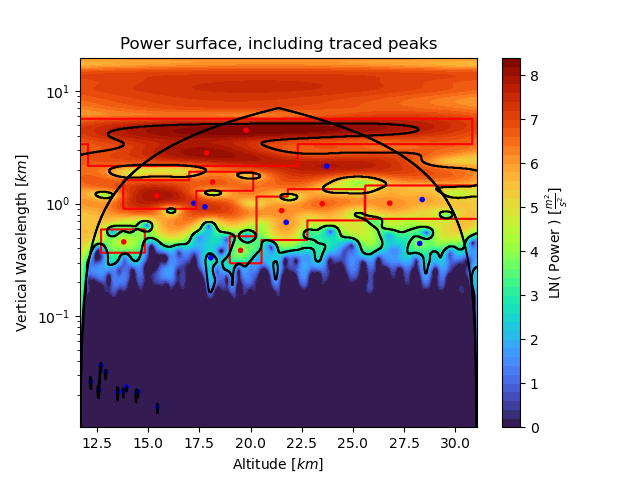 Power surface, including traced peaks
10¹
10⁰
10⁻¹
Vertical Wavelength [km]
12.5 15.0 17.5 20.0 22.5 25.0 27.5 30.0
Altitude [km]
8
7
6
5
4
3
2
1
0
LN( Power ) [m²/s²]